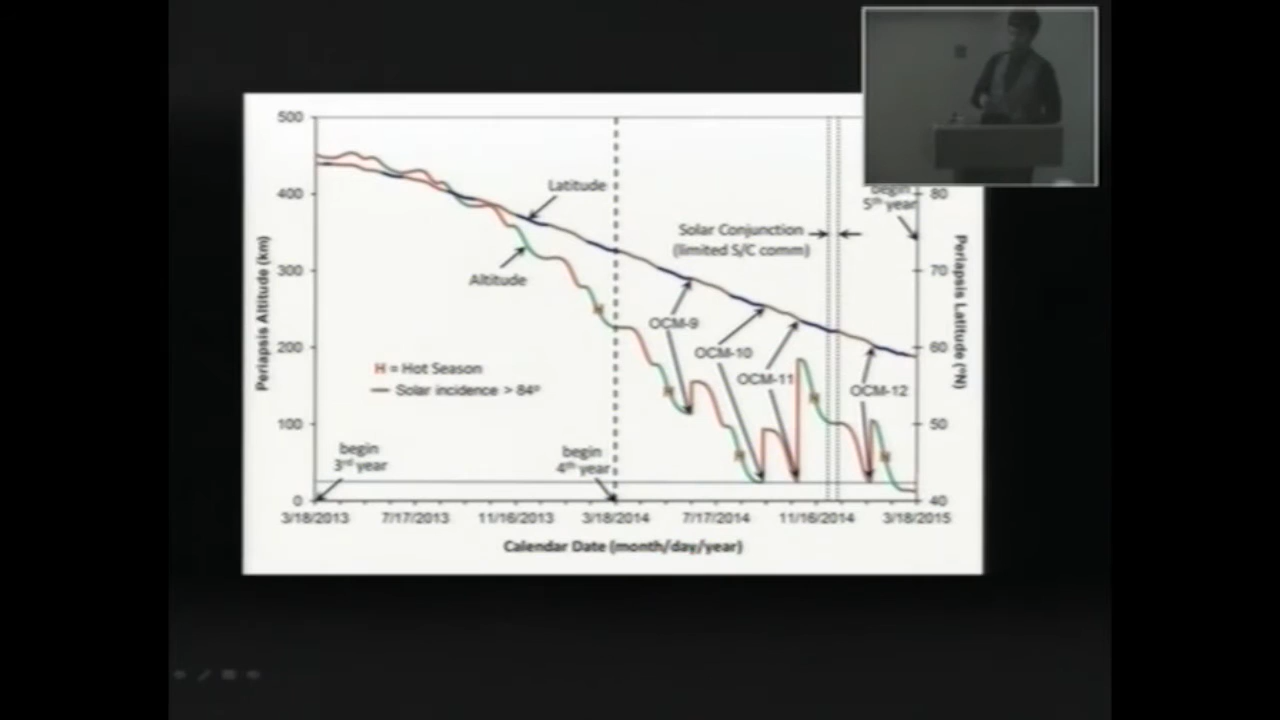 500
400
300
200
100
0
Periapsis Altitude (km)
Latitude
Altitude
Solar Conjunction
(limited S/C comm)
begin
5th year
80
70
60
50
40
Periapsis Latitude (°N)
OCM-9
OCM-10
OCM-11
OCM-12
H = Hot Season
Solar incidence > 84º
begin
3rd year
begin
4th year
3/18/2013 7/17/2013 11/16/2013 3/18/2014 7/17/2014 11/16/2014 3/18/2015
Calendar Date (month/day/year)